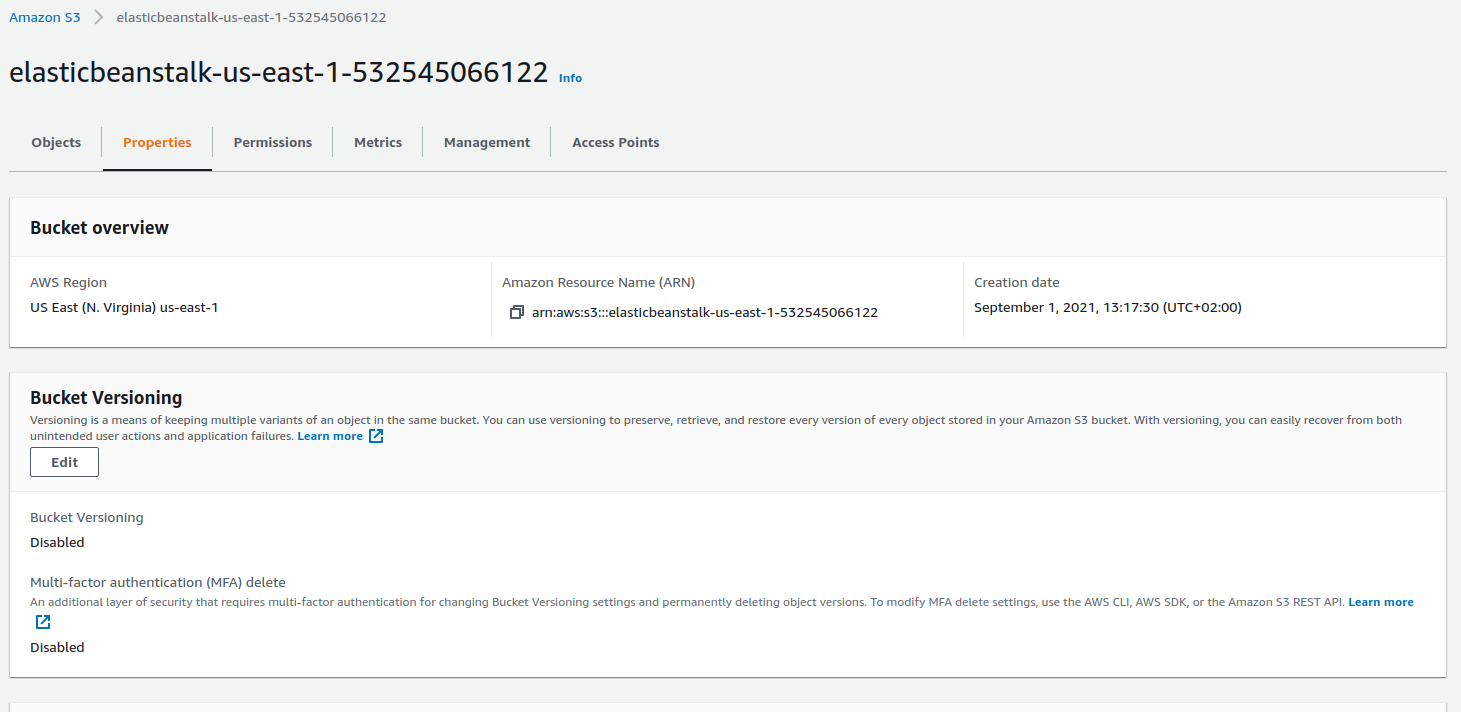 Amazon S3 > elasticbeanstalk-us-east-1-532545066122
elasticbeanstalk-us-east-1-532545066122 Info
Objects Properties Permissions Metrics Management Access Points
Bucket overview
AWS Region
US East (N. Virginia) us-east-1
Amazon Resource Name (ARN)
arn:aws:s3:::elasticbeanstalk-us-east-1-532545066122
Creation date
September 1, 2021, 13:17:30 (UTC+02:00)
Bucket Versioning
Versioning is a means of keeping multiple variants of an object in the same bucket. You can use versioning to preserve, retrieve, and restore every version of every object stored in your Amazon S3 bucket. With versioning, you can easily recover from both
unintended user actions and application failures. Learn more
Edit
Bucket Versioning
Disabled
Multi-factor authentication (MFA) delete
An additional layer of security that requires multi-factor authentication for changing Bucket Versioning settings and permanently deleting object versions. To modify MFA delete settings, use the AWS CLI, AWS SDK, or the Amazon S3 REST API. Learn more
Disabled